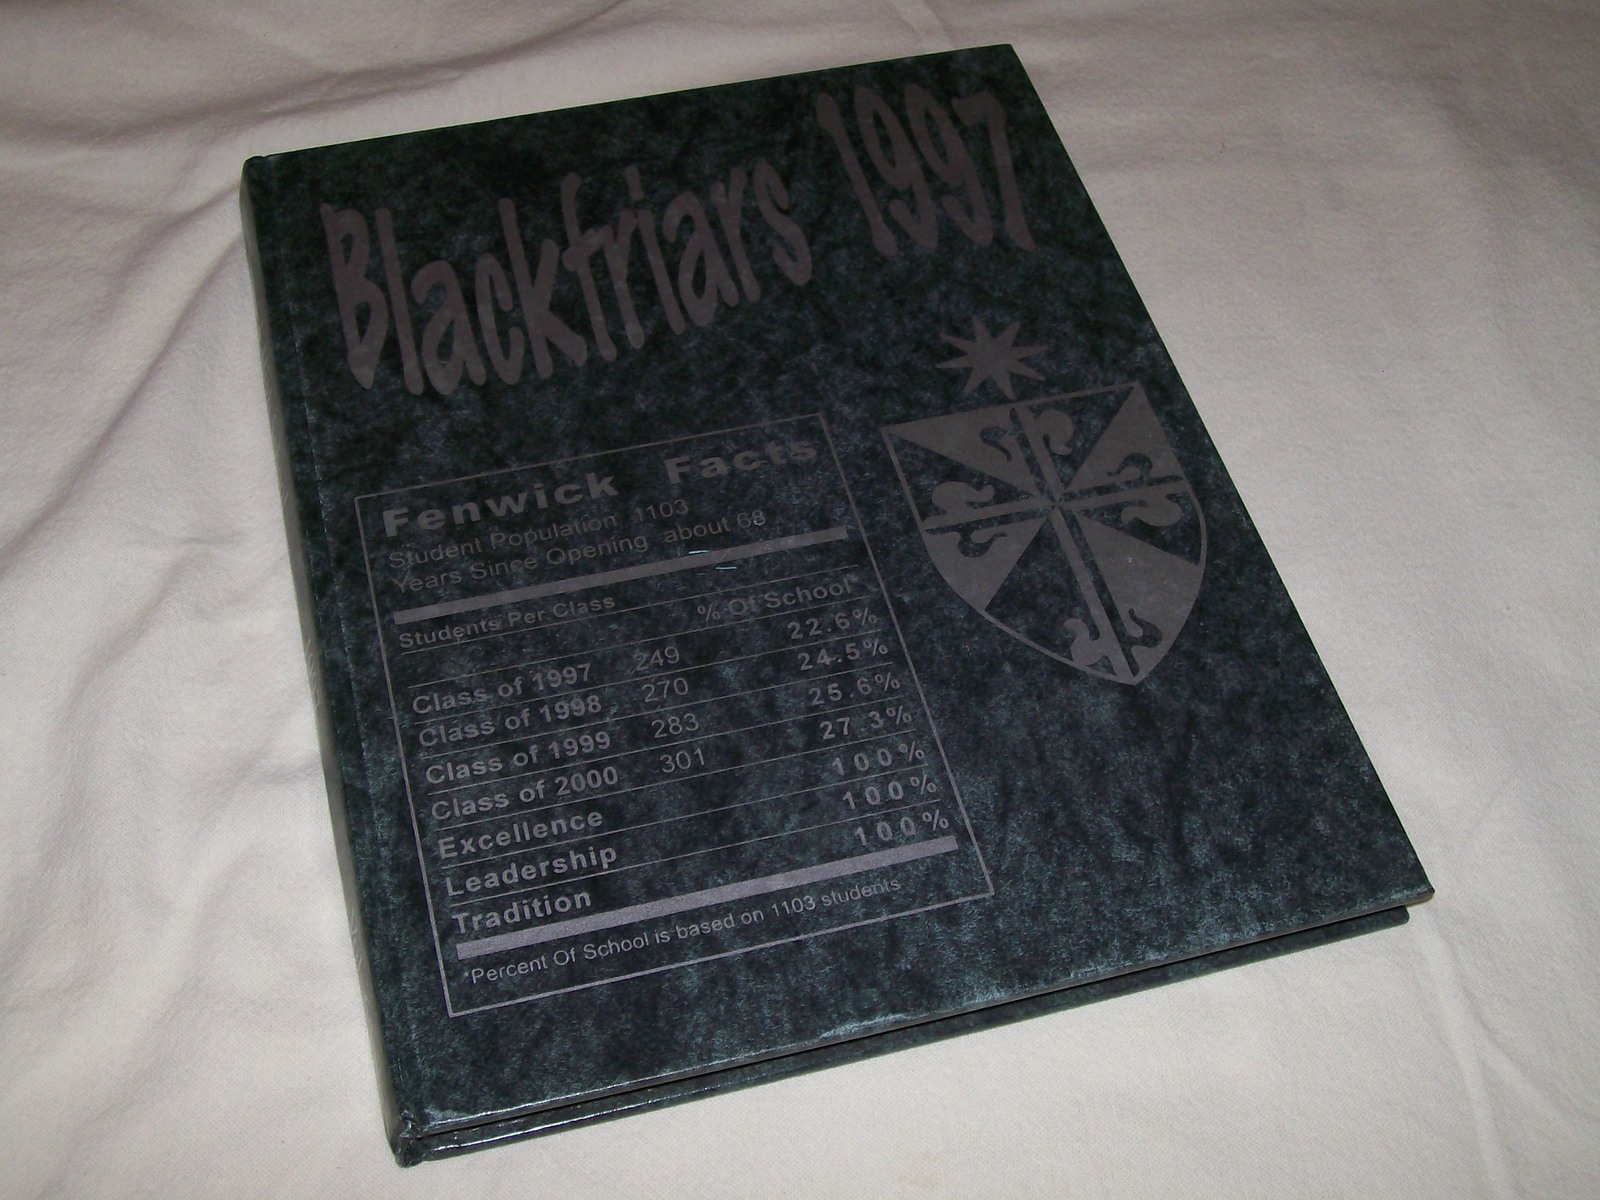 Blackfriars 1997
Fenwick Facts
Student Population 1103
Years Since Opening about 68
Students Per Class % Of School*
Class of 1997 249 22.6%
Class of 1998 270 24.5%
Class of 1999 283 25.6%
Class of 2000 301 27.3%
Excellence 100%
Leadership 100%
Tradition 100%
*Percent Of School is based on 1103 students